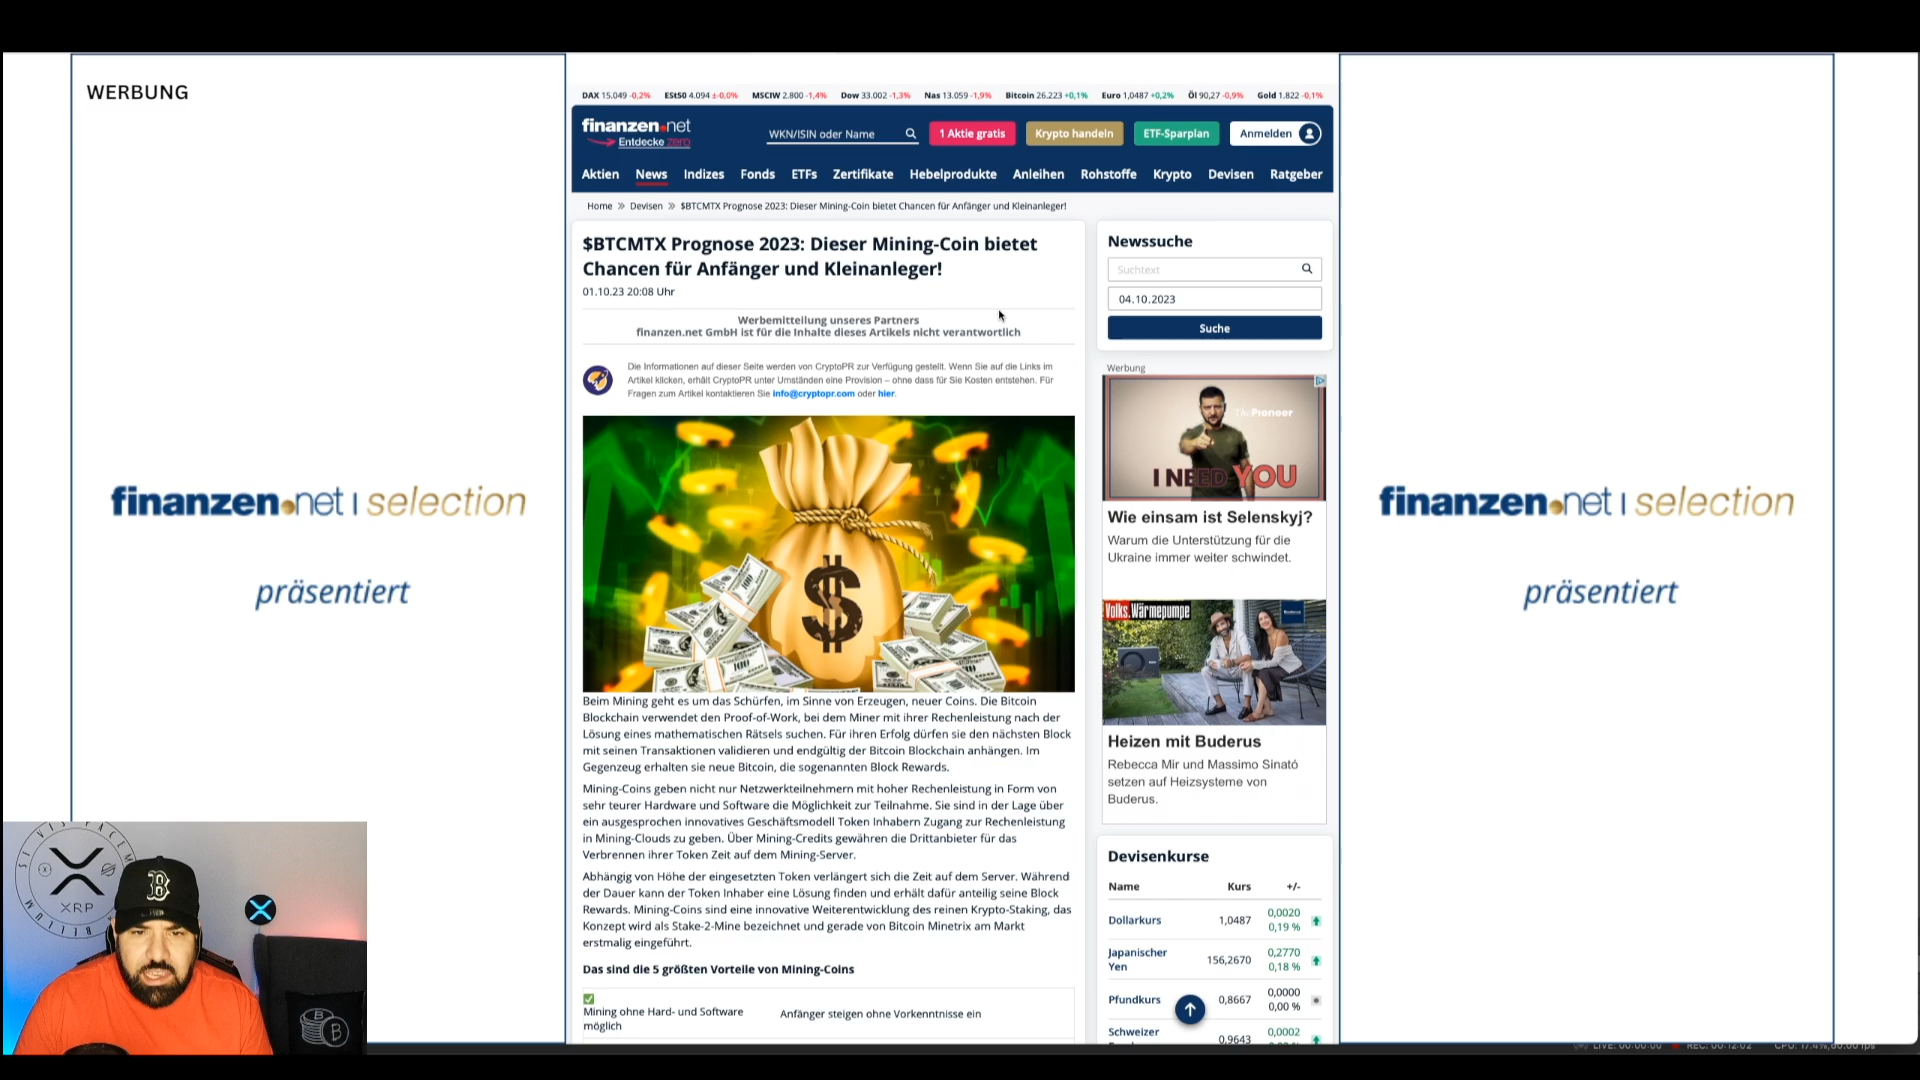 WERBUNG
DAX 15.049 -0,2% ESt50 4.094 ±-0,0% MSCIW 2.800 -1,4% Dow 33.002 -1,3% Nas 13.059 -1,9% Bitcoin 26.223 +0,1% Euro 1,0487 +0,2% Öl 90,27 -0,9% Gold 1.822 -0,1%
finanzen.net
Entdecke zero
WKN/ISIN oder Name
1 Aktie gratis
Krypto handeln
ETF-Sparplan
Anmelden
Aktien News Indizes Fonds ETFs Zertifikate Hebelprodukte Anleihen Rohstoffe Krypto Devisen Ratgeber
Home » Devisen » $BTCMTX Prognose 2023: Dieser Mining-Coin bietet Chancen für Anfänger und Kleinanleger!
$BTCMTX Prognose 2023: Dieser Mining-Coin bietet
Chancen für Anfänger und Kleinanleger!
01.10.23 20:08 Uhr
Werbemitteilung unseres Partners
finanzen.net GmbH ist für die Inhalte dieses Artikels nicht verantwortlich
Die Informationen auf dieser Seite werden von CryptoPR zur Verfügung gestellt. Wenn Sie auf die Links im
Artikel klicken, erhält CryptoPR unter Umständen eine Provision – ohne dass für Sie Kosten entstehen. Für
Fragen zum Artikel kontaktieren Sie info@cryptopr.com oder hier.
$
100
100
Beim Mining geht es um das Schürfen, im Sinne von Erzeugen, neuer Coins. Die Bitcoin
Blockchain verwendet den Proof-of-Work, bei dem Miner mit ihrer Rechenleistung nach der
Lösung eines mathematischen Rätsels suchen. Für ihren Erfolg dürfen sie den nächsten Block
mit seinen Transaktionen validieren und endgültig der Bitcoin Blockchain anhängen. Im
Gegenzug erhalten sie neue Bitcoin, die sogenannten Block Rewards.
Mining-Coins geben nicht nur Netzwerkteilnehmern mit hoher Rechenleistung in Form von
sehr teurer Hardware und Software die Möglichkeit zur Teilnahme. Sie sind in der Lage über
ein ausgesprochen innovatives Geschäftsmodell Token Inhabern Zugang zur Rechenleistung
in Mining-Clouds zu geben. Über Mining-Credits gewähren die Drittanbieter für das
Verbrennen ihrer Token Zeit auf dem Mining-Server.
Abhängig von Höhe der eingesetzten Token verlängert sich die Zeit auf dem Server. Während
der Dauer kann der Token Inhaber eine Lösung finden und erhält dafür anteilig seine Block
Rewards. Mining-Coins sind eine innovative Weiterentwicklung des reinen Krypto-Staking, das
Konzept wird als Stake-2-Mine bezeichnet und gerade von Bitcoin Minetrix am Markt
erstmalig eingeführt.
Das sind die 5 größten Vorteile von Mining-Coins
Mining ohne Hard- und Software
möglich
Anfänger steigen ohne Vorkenntnisse ein
Newssuche
Suchtext
04.10.2023
Suche
Werbung
The Pioneer
I NEED YOU
Wie einsam ist Selenskyj?
Warum die Unterstützung für die
Ukraine immer weiter schwindet.
Volks.Wärmepumpe
Heizen mit Buderus
Rebecca Mir und Massimo Sinató
setzen auf Heizsysteme von
Buderus.
Devisenkurse
Name Kurs +/-
Dollarkurs 1,0487 0,0020
0,19 %
Japanischer
Yen 156,2670 0,2770
0,18 %
Pfundkurs 0,8667 0,0000
0,00 %
Schweizer 0,9643 0,0002
finanzen.net | selection
präsentiert
finanzen.net | selection
präsentiert
XRP
B